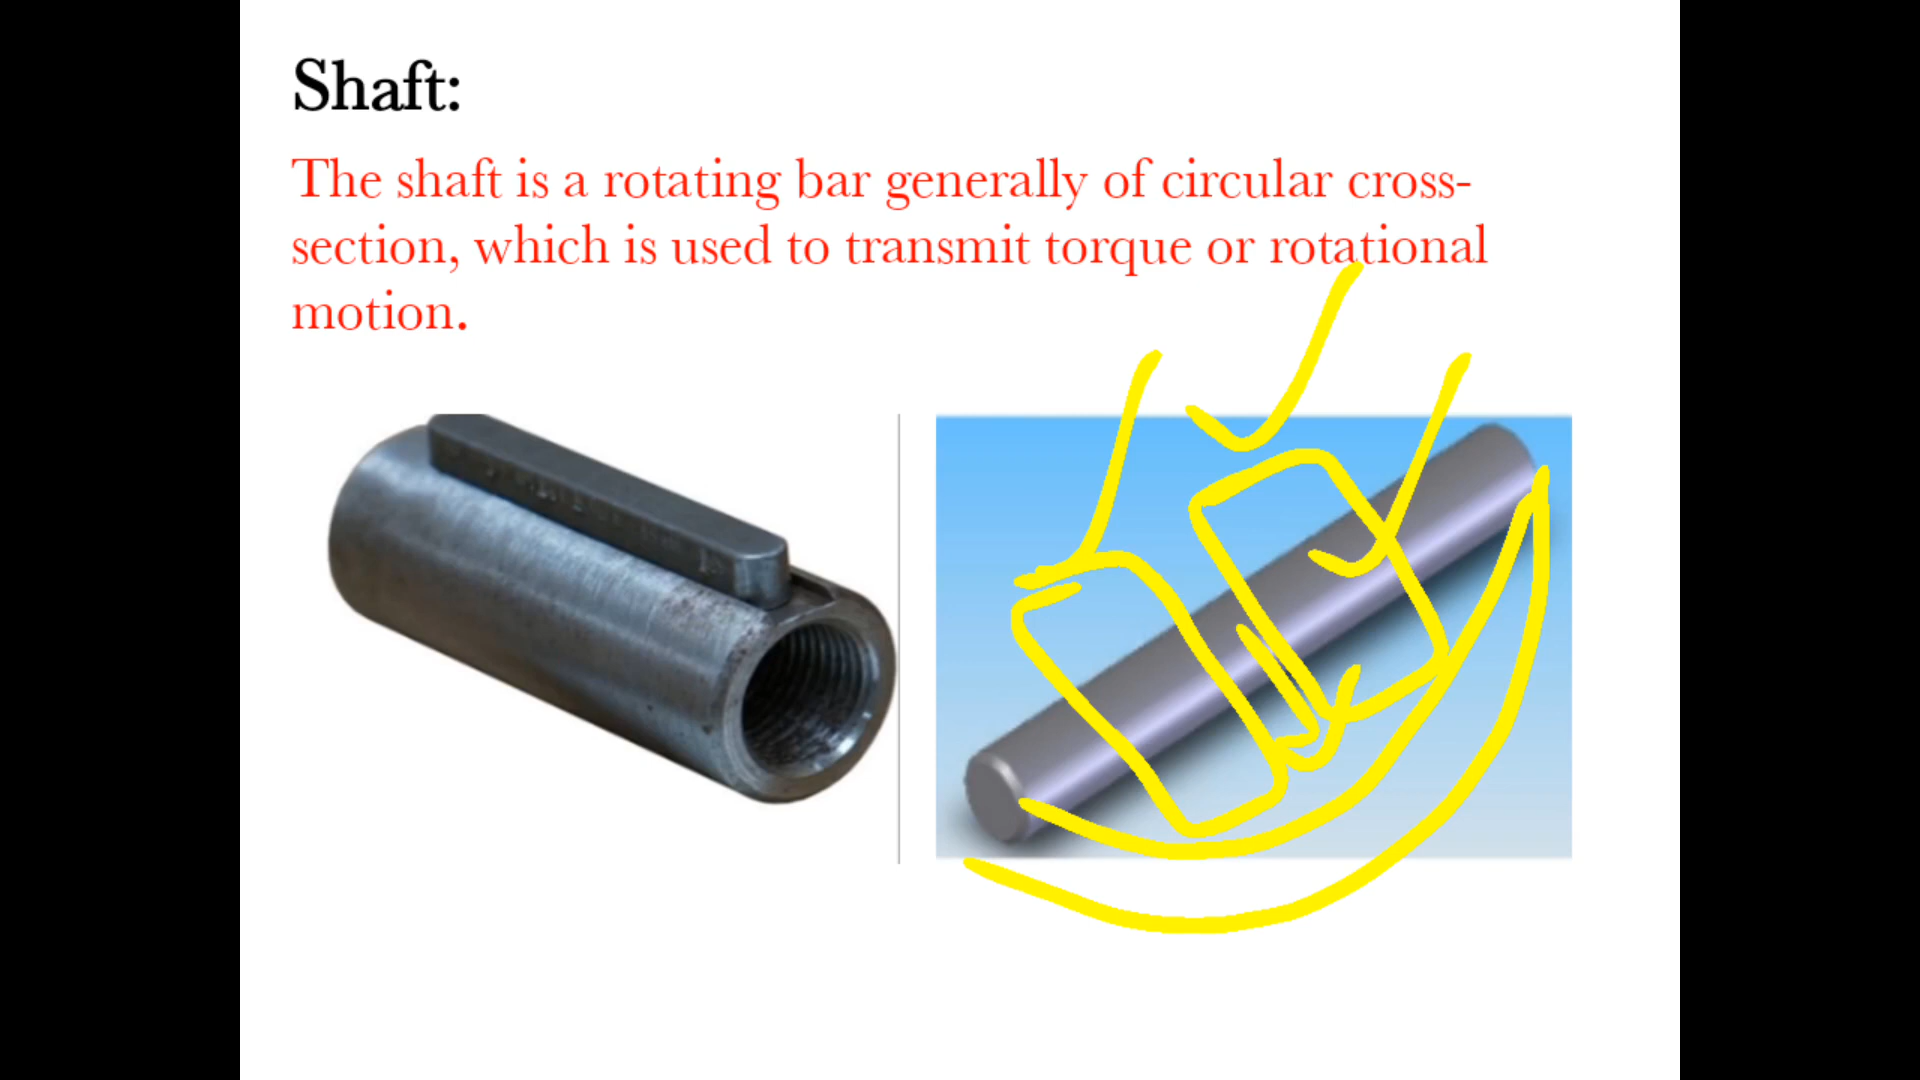 Shaft:
The shaft is a rotating bar generally of circular cross-
section, which is used to transmit torque or rotational
motion.